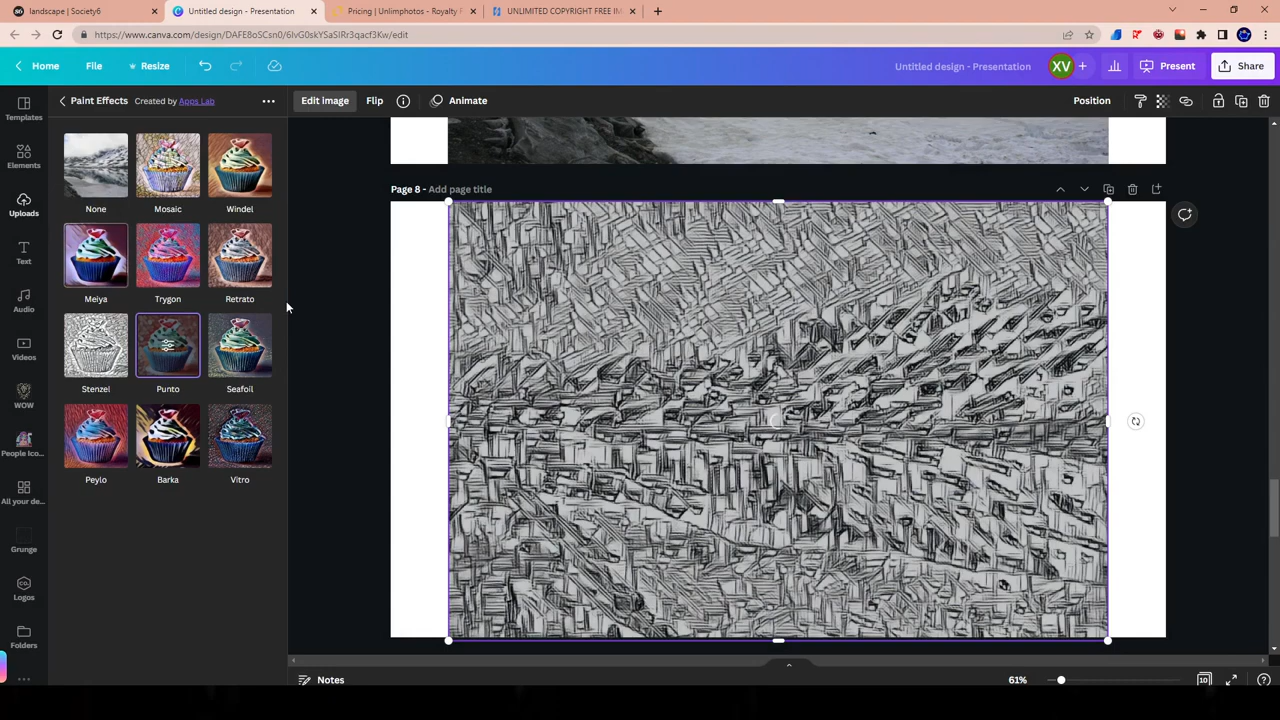 landscape | Society6
Untitled design - Presentation
Pricing | Unlimphotos - Royalty F
UNLIMITED COPYRIGHT FREE IM
https://www.canva.com/design/DAFE8oSCsn0/6IvG0skYSaSIRr3qacf3Kw/edit
Home
File
Resize
Untitled design - Presentation
XV
Present
Share
Templates
Elements
Uploads
Text
Audio
Videos
WOW
People Ico...
All your de...
Grunge
Logos
Folders
Paint Effects Created by Apps Lab
None
Mosaic
Windel
Meiya
Trygon
Retrato
Stenzel
Punto
Seafoil
Peylo
Barka
Vitro
Edit image
Flip
Animate
Position
Page 8 - Add page title
Notes
61%
10